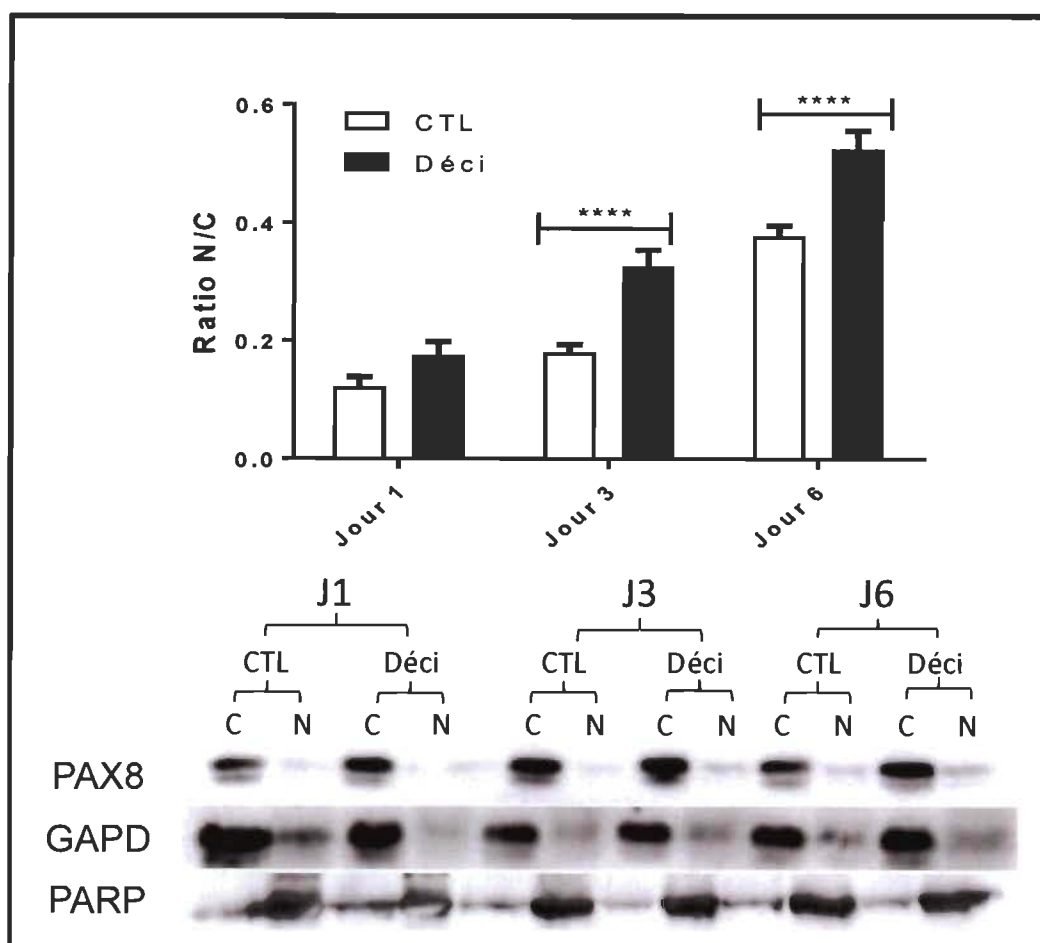 0.6
0.4
0.2
0.0
Ratio N/C
CTL
Déci
****
****
Jour 1
Jour 3
Jour 6
J1 J3 J6
CTL Déci CTL Déci CTL Déci
C N C N C N C N C N C N
PAX8
GAPD
PARP